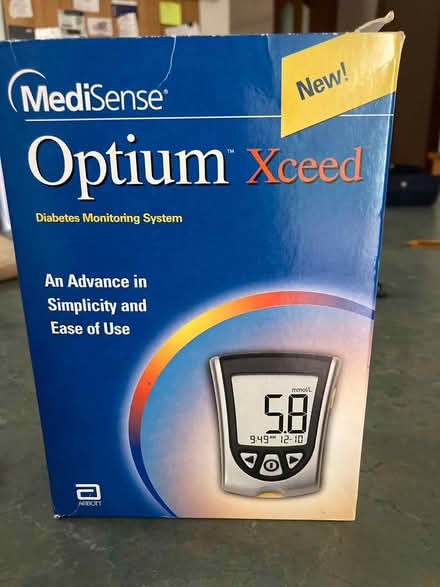 New!
MediSense®
Optium™ Xceed
Diabetes Monitoring System
An Advance in
Simplicity and
Ease of Use
mmol/L
5.8
9:49 12-10
ABBOTT